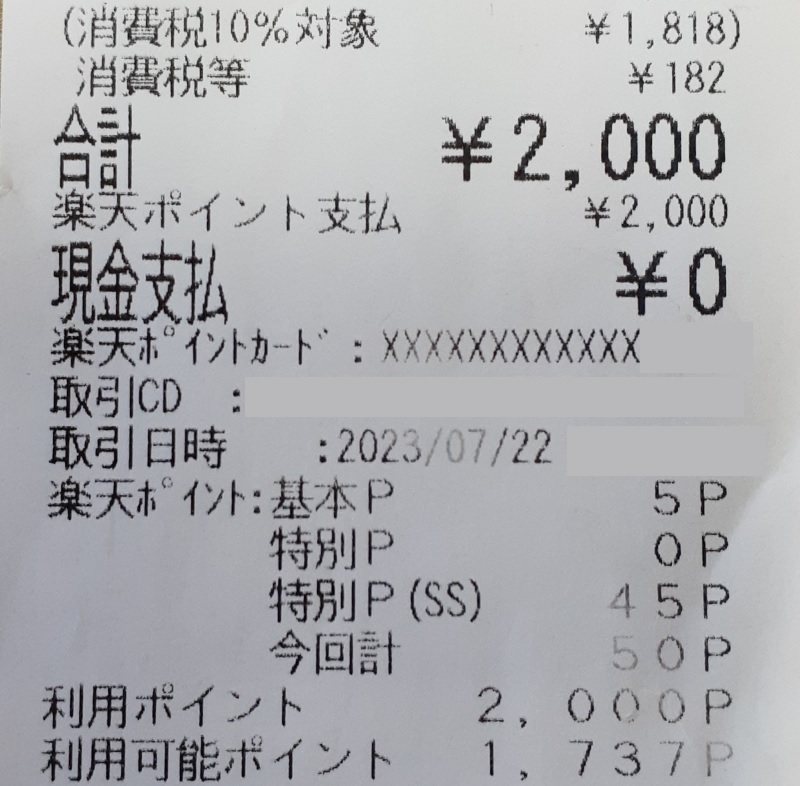 (消費税10%対象 ¥1,818)
消費税等 ¥182
合計 ¥2,000
楽天ポイント支払 ¥2,000
現金支払 ¥0
楽天ﾎﾟｲﾝﾄｶｰﾄﾞ : XXXXXXXXXXXX
取引CD :
取引日時 :2023/07/22
楽天ﾎﾟｲﾝﾄ:基本P 5P
特別P 0P
特別P(SS) 45P
今回計 50P
利用ポイント 2,000P
利用可能ポイント 1,737P